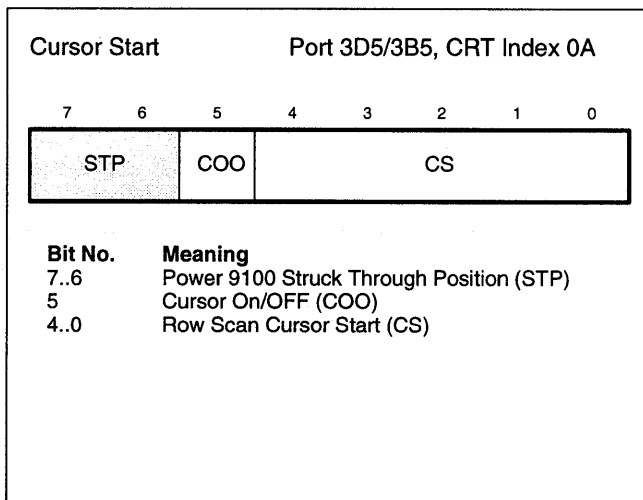 Cursor Start Port 3D5/3B5, CRT Index 0A
7 6 5 4 3 2 1 0
STP COO CS
Bit No. Meaning
7..6 Power 9100 Struck Through Position (STP)
5 Cursor On/OFF (COO)
4..0 Row Scan Cursor Start (CS)